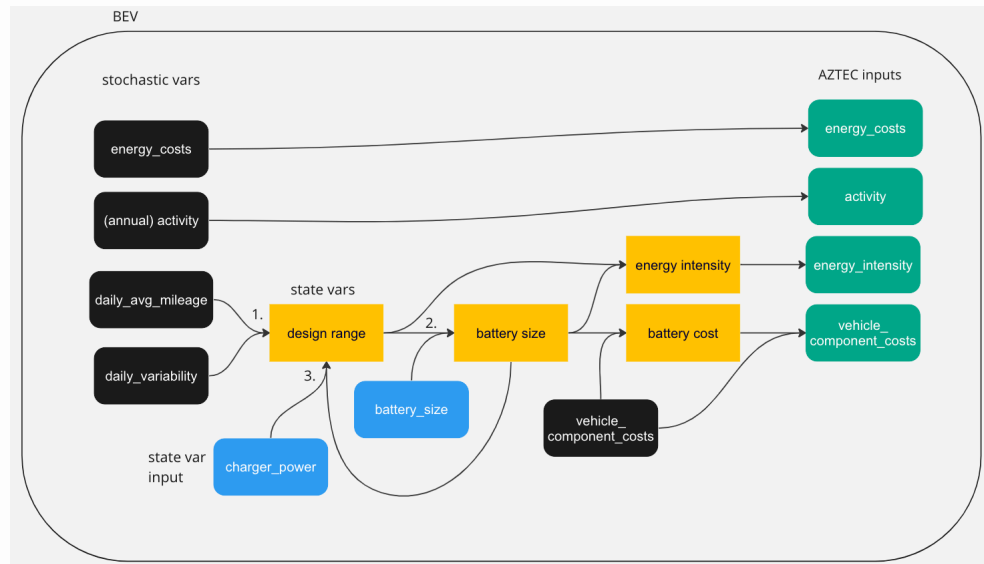 BEV
stochastic vars
AZTEC inputs
energy_costs
energy_costs
(annual) activity
activity
daily_avg_mileage
daily_variability
1.
state vars
design range
2.
battery size
energy intensity
energy_intensity
battery cost
vehicle_
component_costs
3.
battery_size
vehicle_
component_costs
state var
input
charger_power